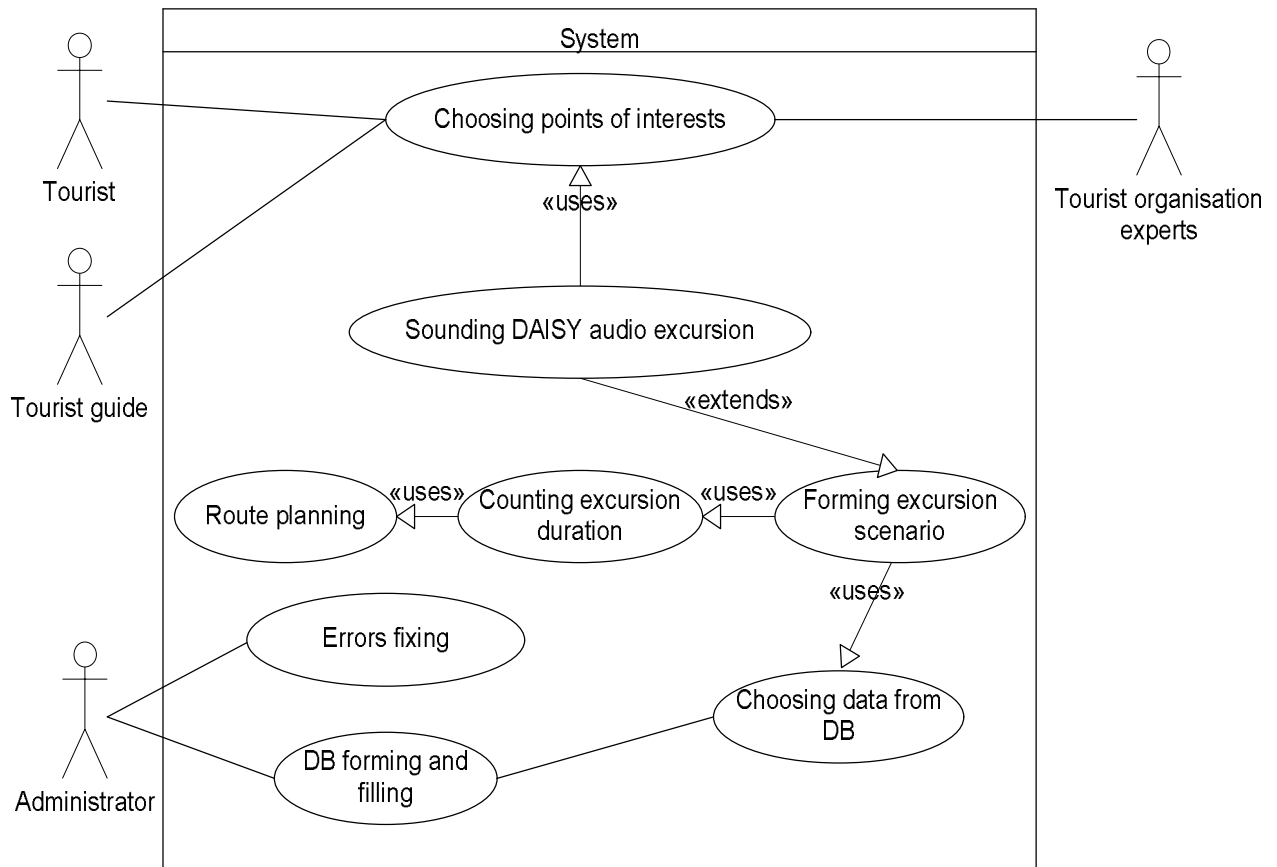 System
Choosing points of interests
Tourist
Tourist organisation
experts
«uses»
Sounding DAISY audio excursion
Tourist guide
«extends»
Route planning
«uses»
Counting excursion
duration
«uses»
Forming excursion
scenario
«uses»
Errors fixing
Choosing data from
DB
DB forming and
filling
Administrator